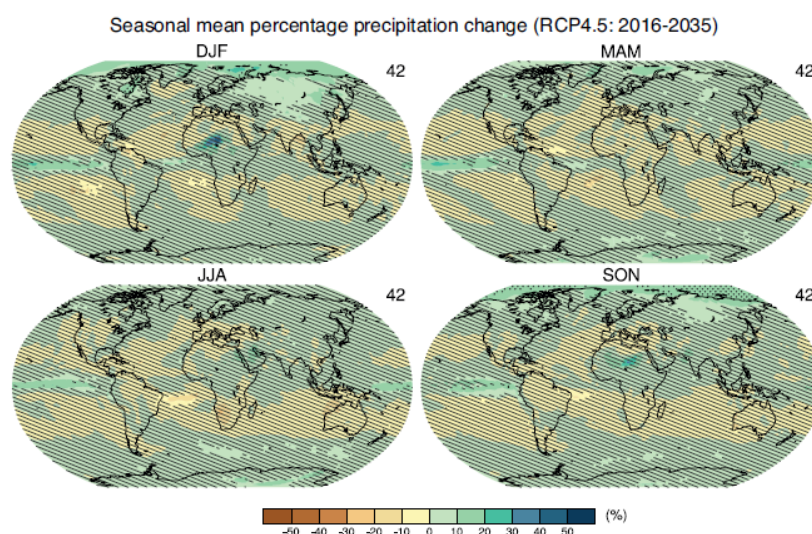 Seasonal mean percentage precipitation change (RCP4.5: 2016-2035)
DJF
MAM
42
42
JJA
SON
42
42
(%)
-50 -40 -30 -20 -10 0 10 20 30 40 50